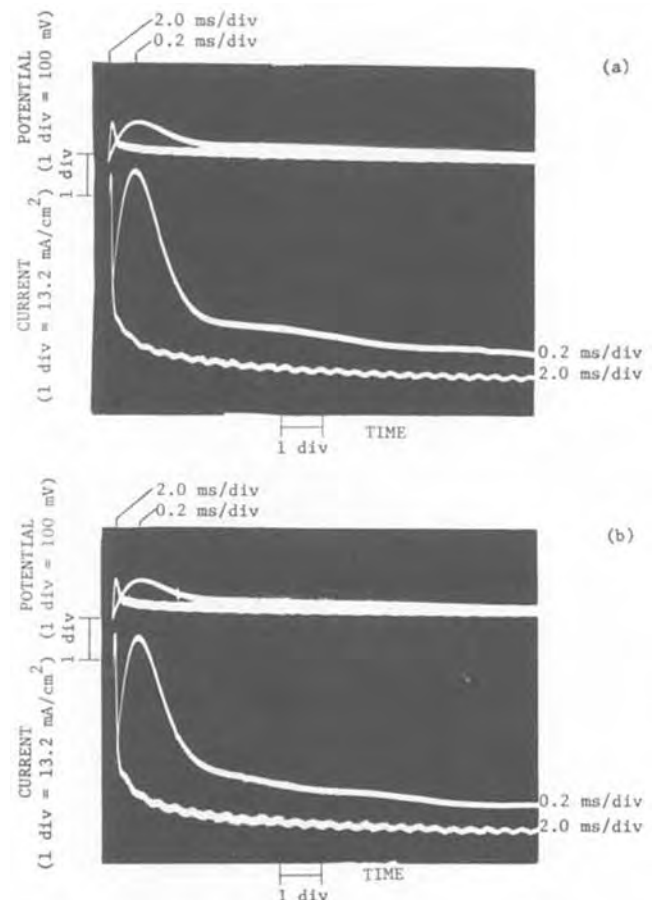 2.0 ms/div
0.2 ms/div
(a)
POTENTIAL
(1 div = 100 mV)
1 div
CURRENT
(1 div = 13.2 mA/cm²)
0.2 ms/div
2.0 ms/div
TIME
1 div
2.0 ms/div
0.2 ms/div
(b)
POTENTIAL
(1 div = 100 mV)
1 div
CURRENT
(1 div = 13.2 mA/cm²)
0.2 ms/div
2.0 ms/div
TIME
1 div